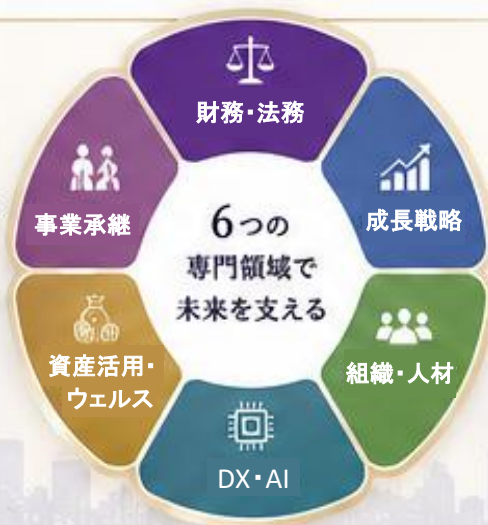 財務・法務
成長戦略
組織・人材
DX・AI
資産活用・
ウェルス
事業承継
6つの
専門領域で
未来を支える